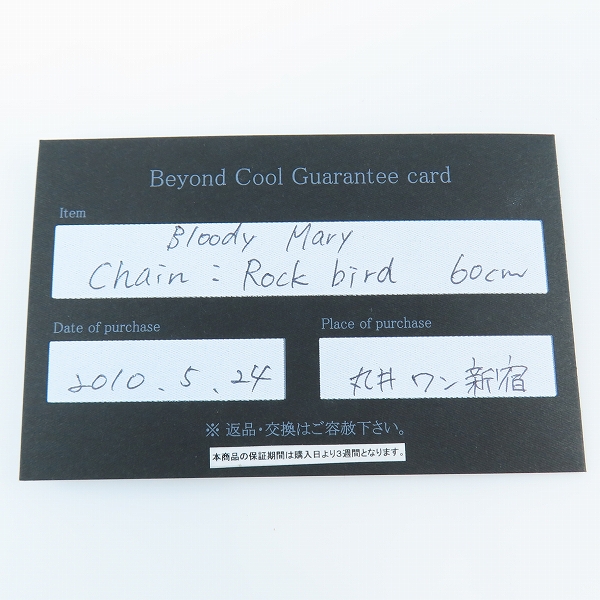 Beyond Cool Guarantee card
Item
Bloody Mary
Chain : Rock bird 60cm
Date of purchase
Place of purchase
2010.5.24
丸井 ワン 新宿
※ 返品・交換はご容赦下さい。
本商品の保証期間は購入日より3週間となります。